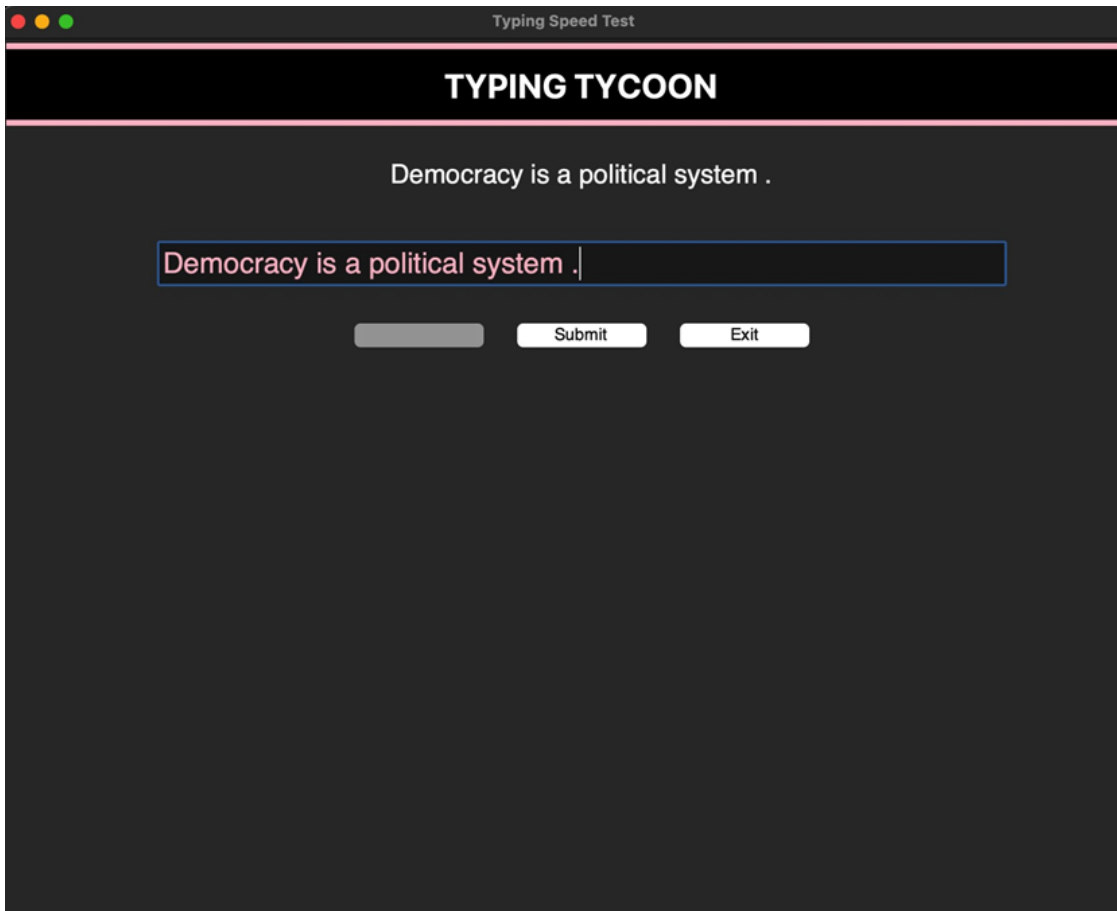 Typing Speed Test
TYPING TYCOON
Democracy is a political system .
Democracy is a political system .
Submit Exit